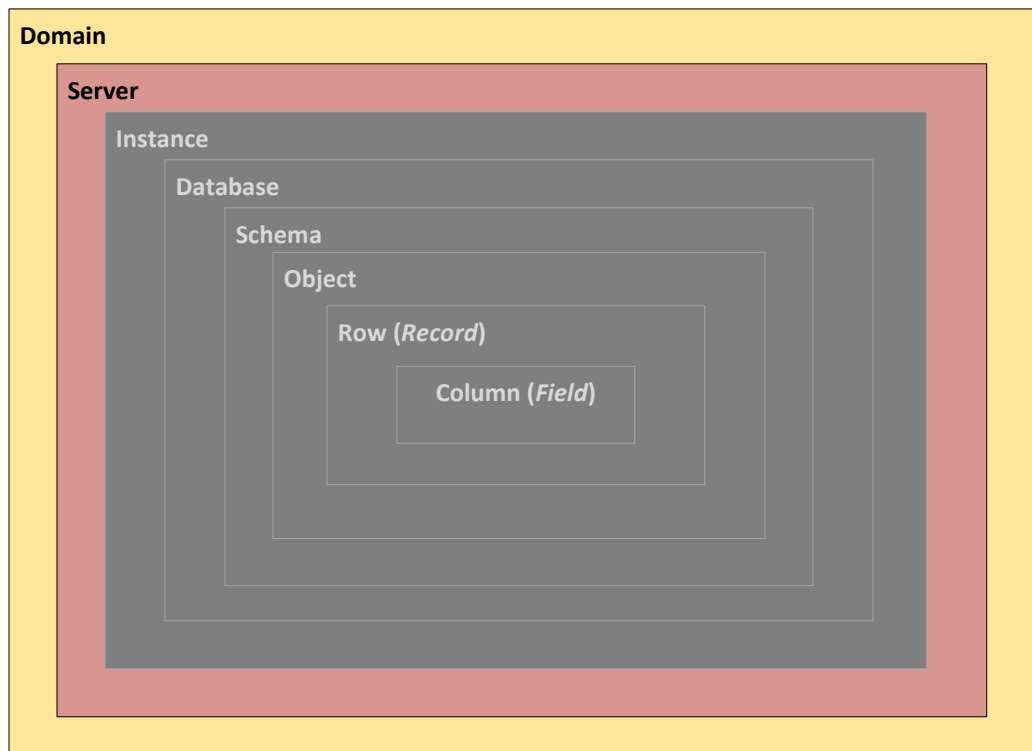 Domain
Server
Instance
Database
Schema
Object
Row (Record)
Column (Field)